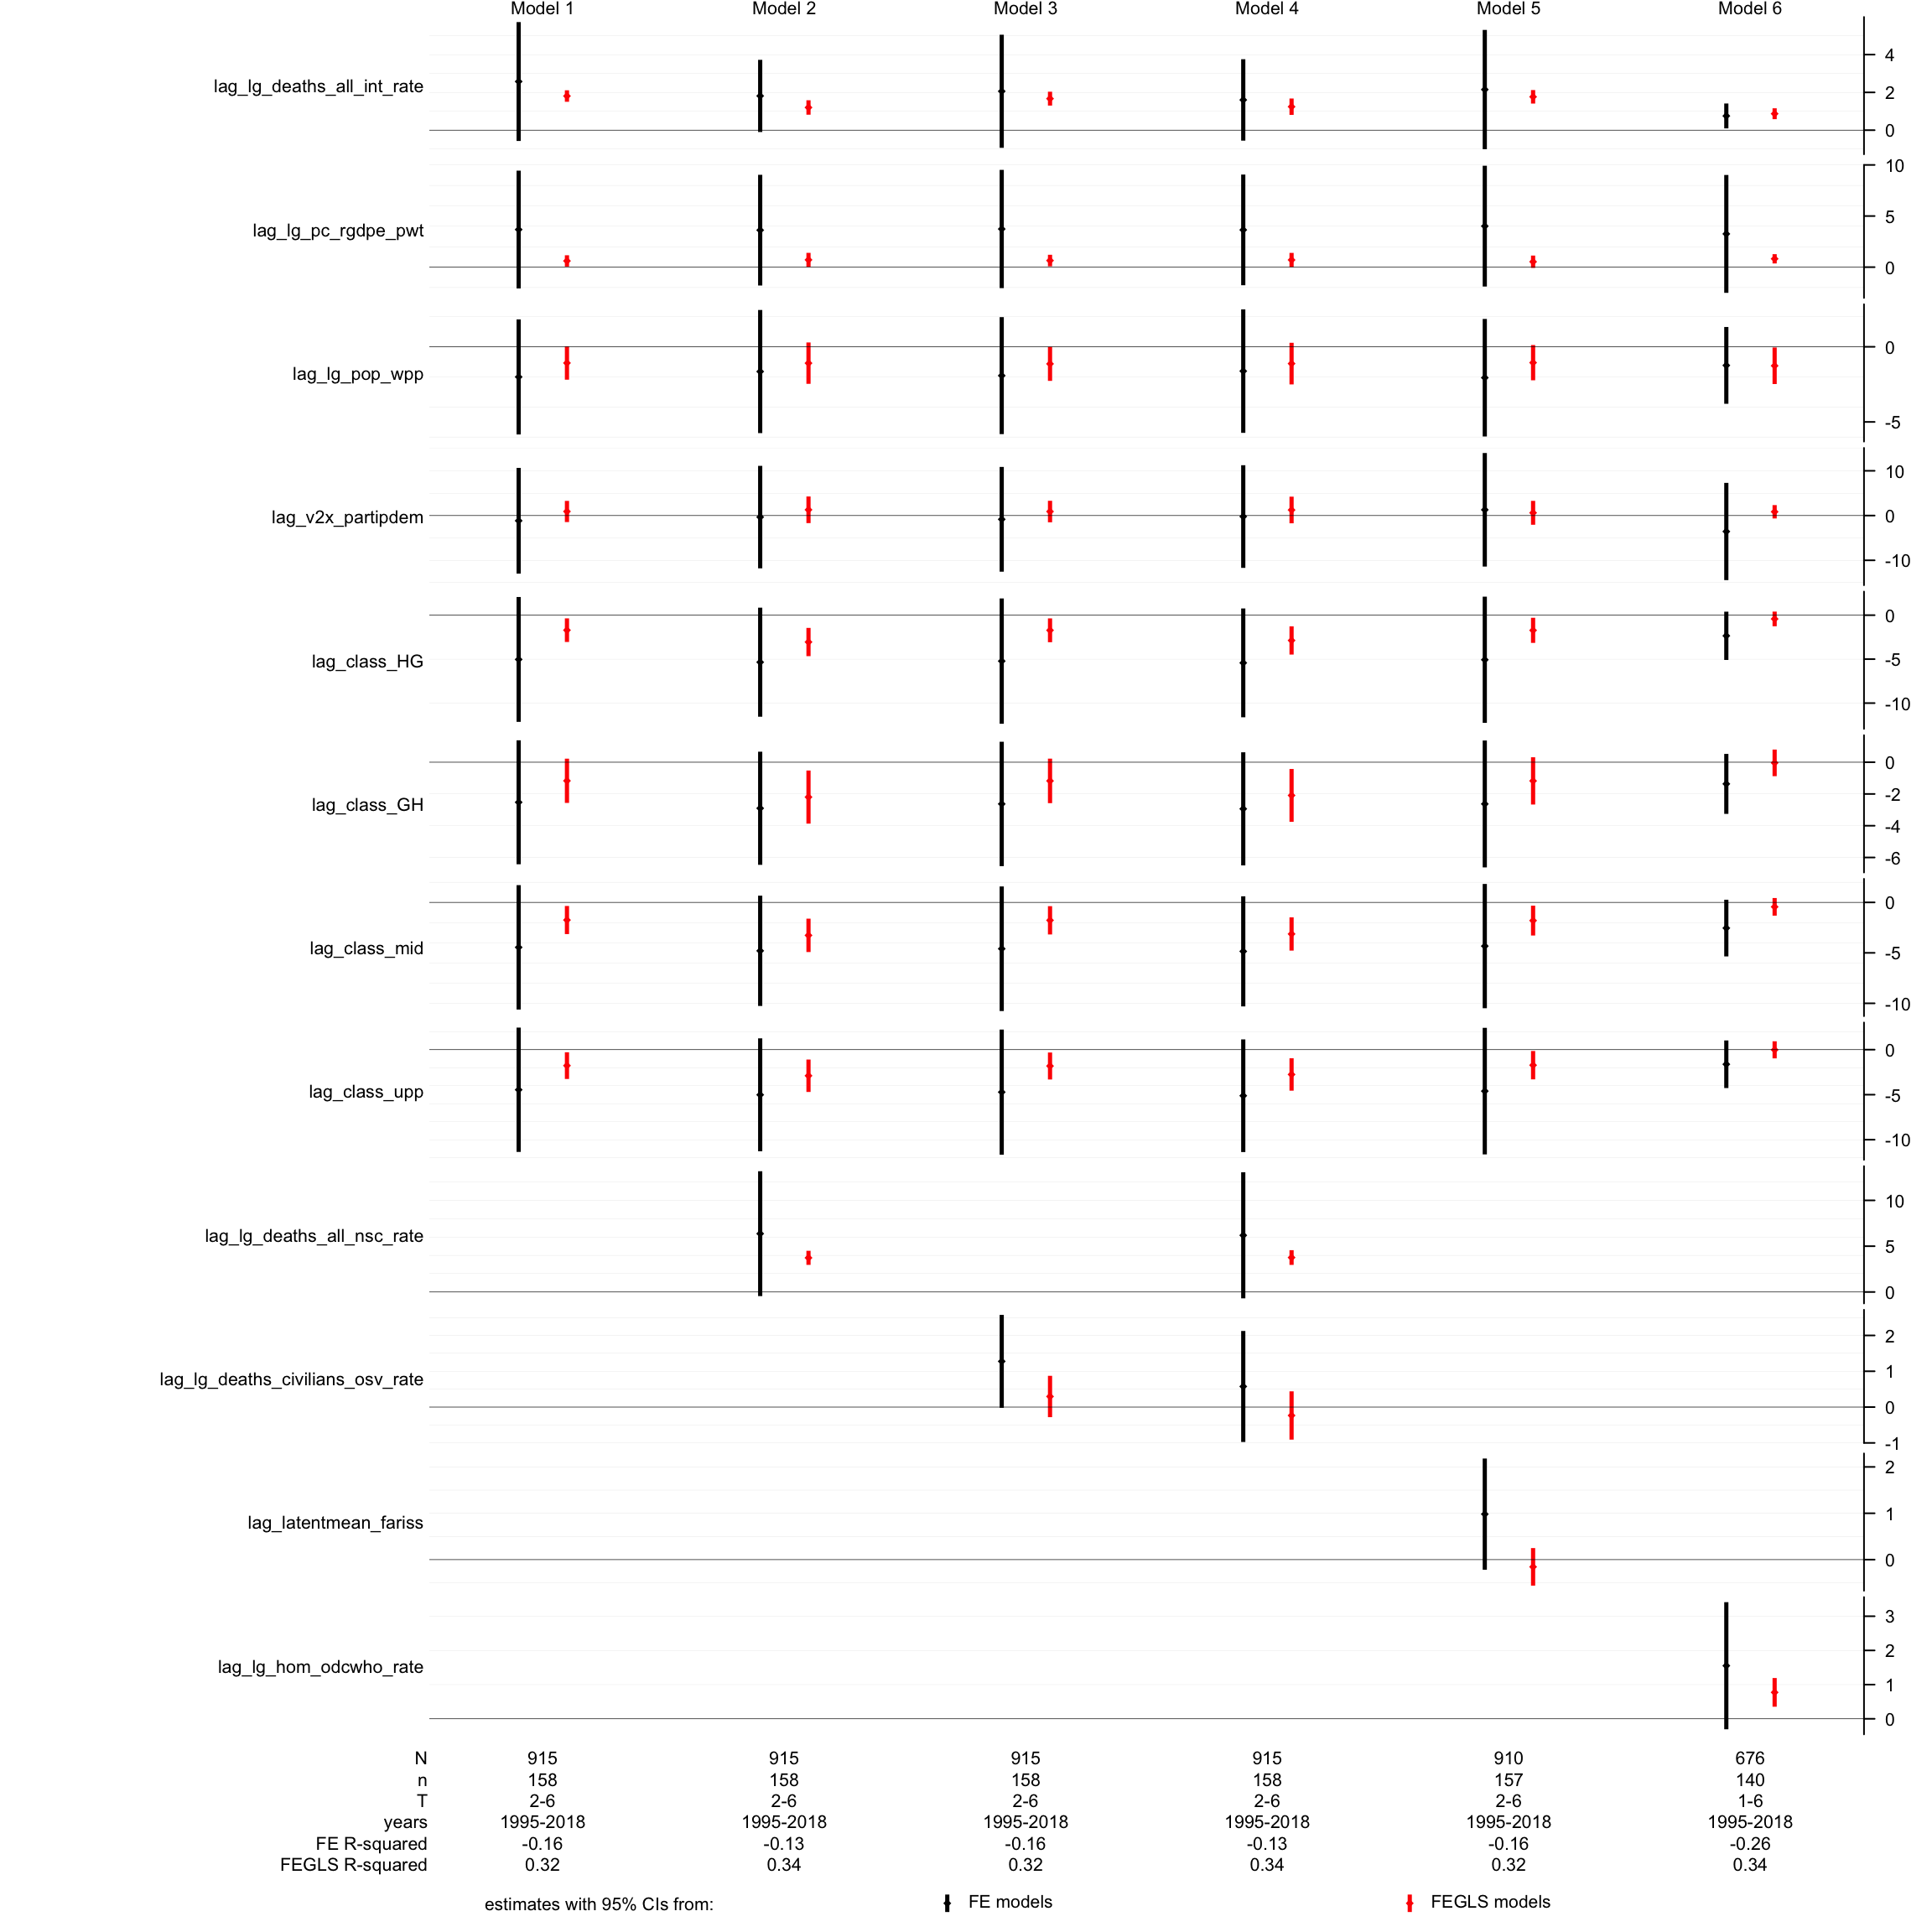 Model 1 Model 2 Model 3 Model 4 Model 5 Model 6
lag_lg_deaths_all_int_rate
4
2
0
lag_lg_pc_rgdpe_pwt
10
5
0
lag_lg_pop_wpp
0
-5
lag_v2x_partipdem
10
0
-10
lag_class_HG
0
-5
-10
lag_class_GH
0
-2
-4
-6
lag_class_mid
0
-5
-10
lag_class_upp
0
-5
-10
lag_lg_deaths_all_nsc_rate
10
5
0
lag_lg_deaths_civilians_osv_rate
2
1
0
-1
lag_latentmean_fariss
2
1
0
lag_lg_hom_odcwho_rate
3
2
1
0
N 915 915 915 915 910 676
n 158 158 158 158 157 140
T 2-6 2-6 2-6 2-6 2-6 1-6
years 1995-2018 1995-2018 1995-2018 1995-2018 1995-2018 1995-2018
FE R-squared -0.16 -0.13 -0.16 -0.13 -0.16 -0.26
FEGLS R-squared 0.32 0.34 0.32 0.34 0.32 0.34
estimates with 95% CIs from: FE models FEGLS models